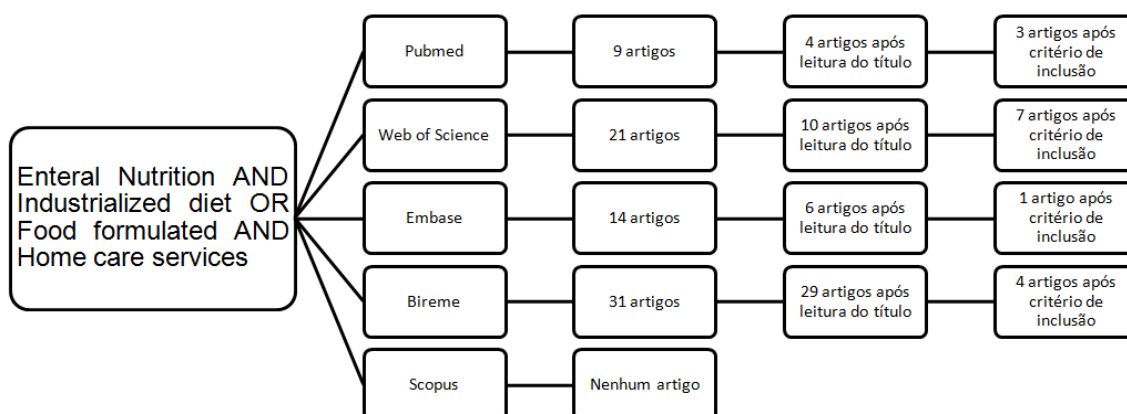 Enteral Nutrition AND
Industrialized diet OR
Food formulated AND
Home care services
Pubmed
9 artigos
4 artigos após
leitura do título
3 artigos após
critério de
inclusão
Web of Science
21 artigos
10 artigos após
leitura do título
7 artigos após
critério de
inclusão
Embase
14 artigos
6 artigos após
leitura do título
1 artigo após
critério de
inclusão
Bireme
31 artigos
29 artigos após
leitura do título
4 artigos após
critério de
inclusão
Scopus
Nenhum artigo